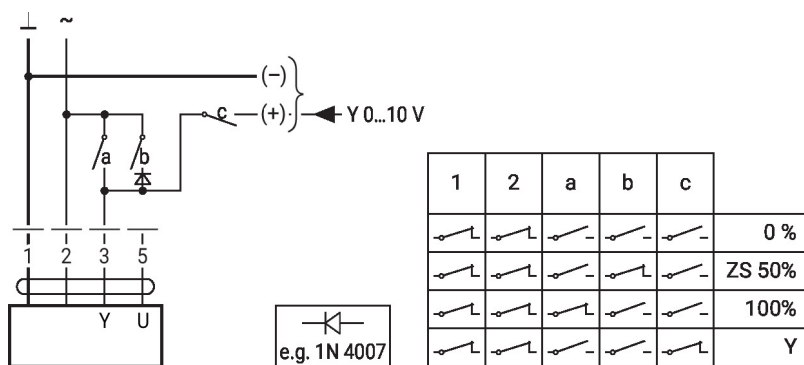 ⊥ ~
(−)
c (+) Y 0...10 V
a b
1 2 3 5
Y U
e.g. 1N 4007
1 2 a b c
0 %
ZS 50%
100%
Y